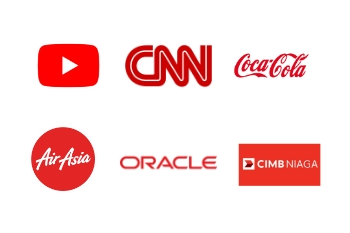 CNN
Coca-Cola
AirAsia
ORACLE
CIMB NIAGA